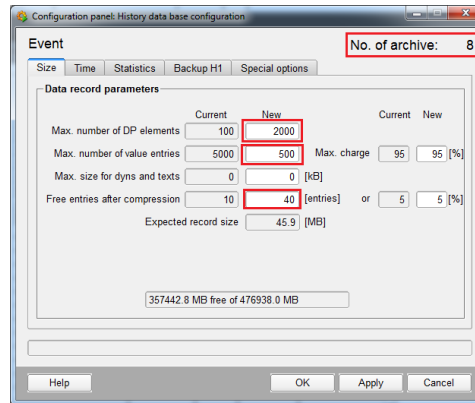 Configuration panel: History data base configuration
Event
No. of archive: 8
Size Time Statistics Backup H1 Special options
Data record parameters
Current New Current New
Max. number of DP elements 100 2000
Max. number of value entries 5000 500 Max. charge 95 95 [%]
Max. size for dyns and texts 0 0 [kB]
Free entries after compression 10 40 [entries] or 5 5 [%]
Expected record size 45.9 [MB]
357442.8 MB free of 476938.0 MB
Help OK Apply Cancel